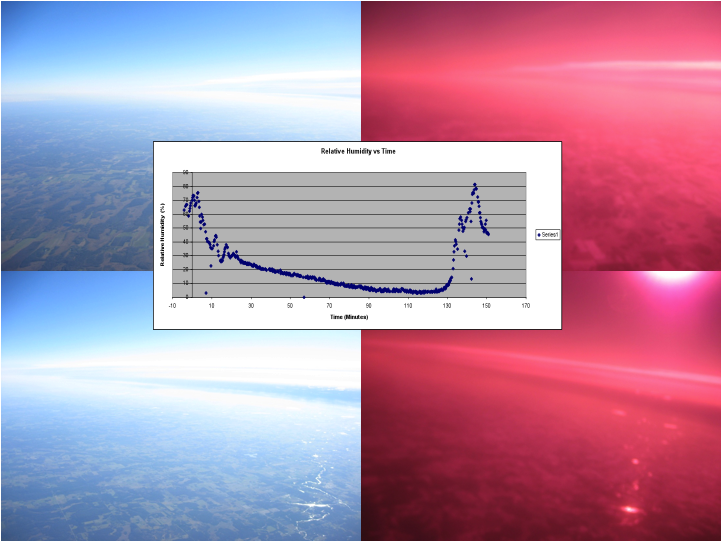 Relative Humidity vs Time
Relative Humidity (%)
90
80
70
60
50
40
30
20
10
0
-10 10 30 50 70 90 110 130 150 170
Time (Minutes)
Series1